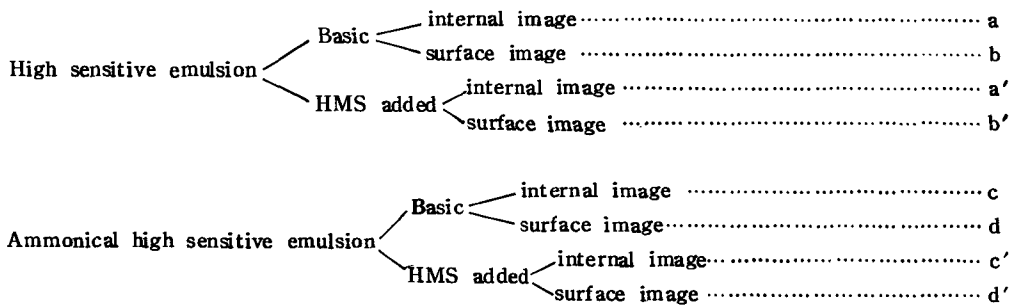 internal image ............ a
Basic
surface image ............ b
High sensitive emulsion
internal image ............ a′
HMS added
surface image ............ b′
internal image ............ c
Basic
surface image ............ d
Ammonical high sensitive emulsion
internal image ............ c′
HMS added
surface image ............ d′